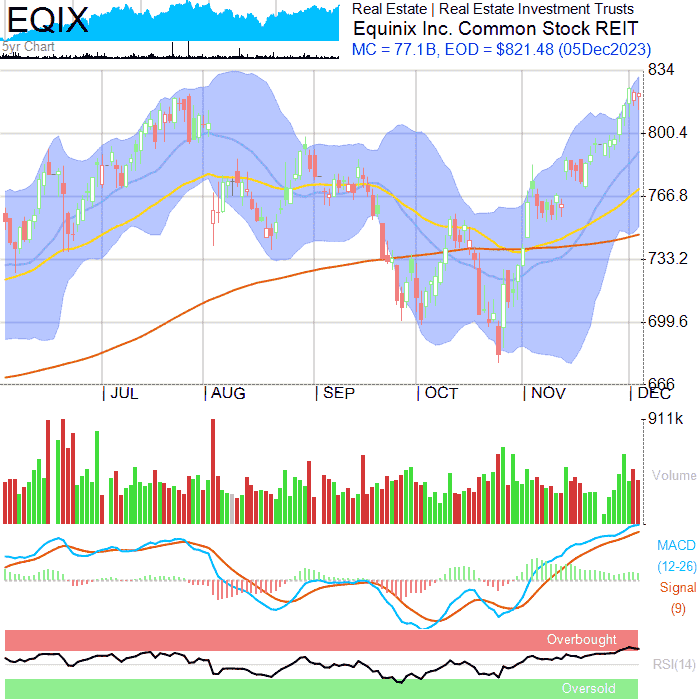 EQIX
5yr Chart
Real Estate | Real Estate Investment Trusts
Equinix Inc. Common Stock REIT
MC = 77.1B, EOD = $821.48 (05Dec2023)
834
800.4
766.8
733.2
699.6
666
JUL AUG SEP OCT NOV DEC
911k
Volume
MACD
(12-26)
Signal
(9)
Overbought
RSI(14)
Oversold